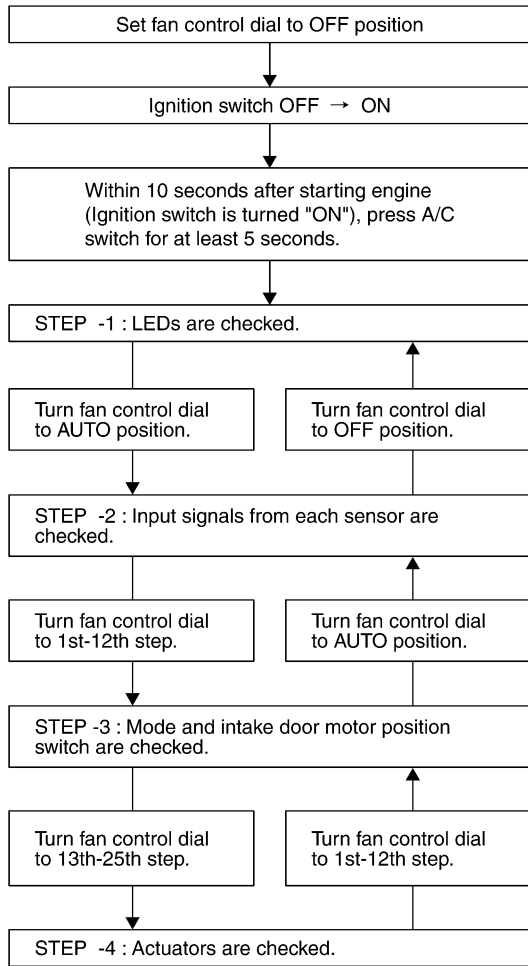 Set fan control dial to OFF position
Ignition switch OFF → ON
Within 10 seconds after starting engine
(Ignition switch is turned "ON"), press A/C
switch for at least 5 seconds.
STEP -1 : LEDs are checked.
Turn fan control dial
to AUTO position.
Turn fan control dial
to OFF position.
STEP -2 : Input signals from each sensor are
checked.
Turn fan control dial
to 1st-12th step.
Turn fan control dial
to AUTO position.
STEP -3 : Mode and intake door motor position
switch are checked.
Turn fan control dial
to 13th-25th step.
Turn fan control dial
to 1st-12th step.
STEP -4 : Actuators are checked.